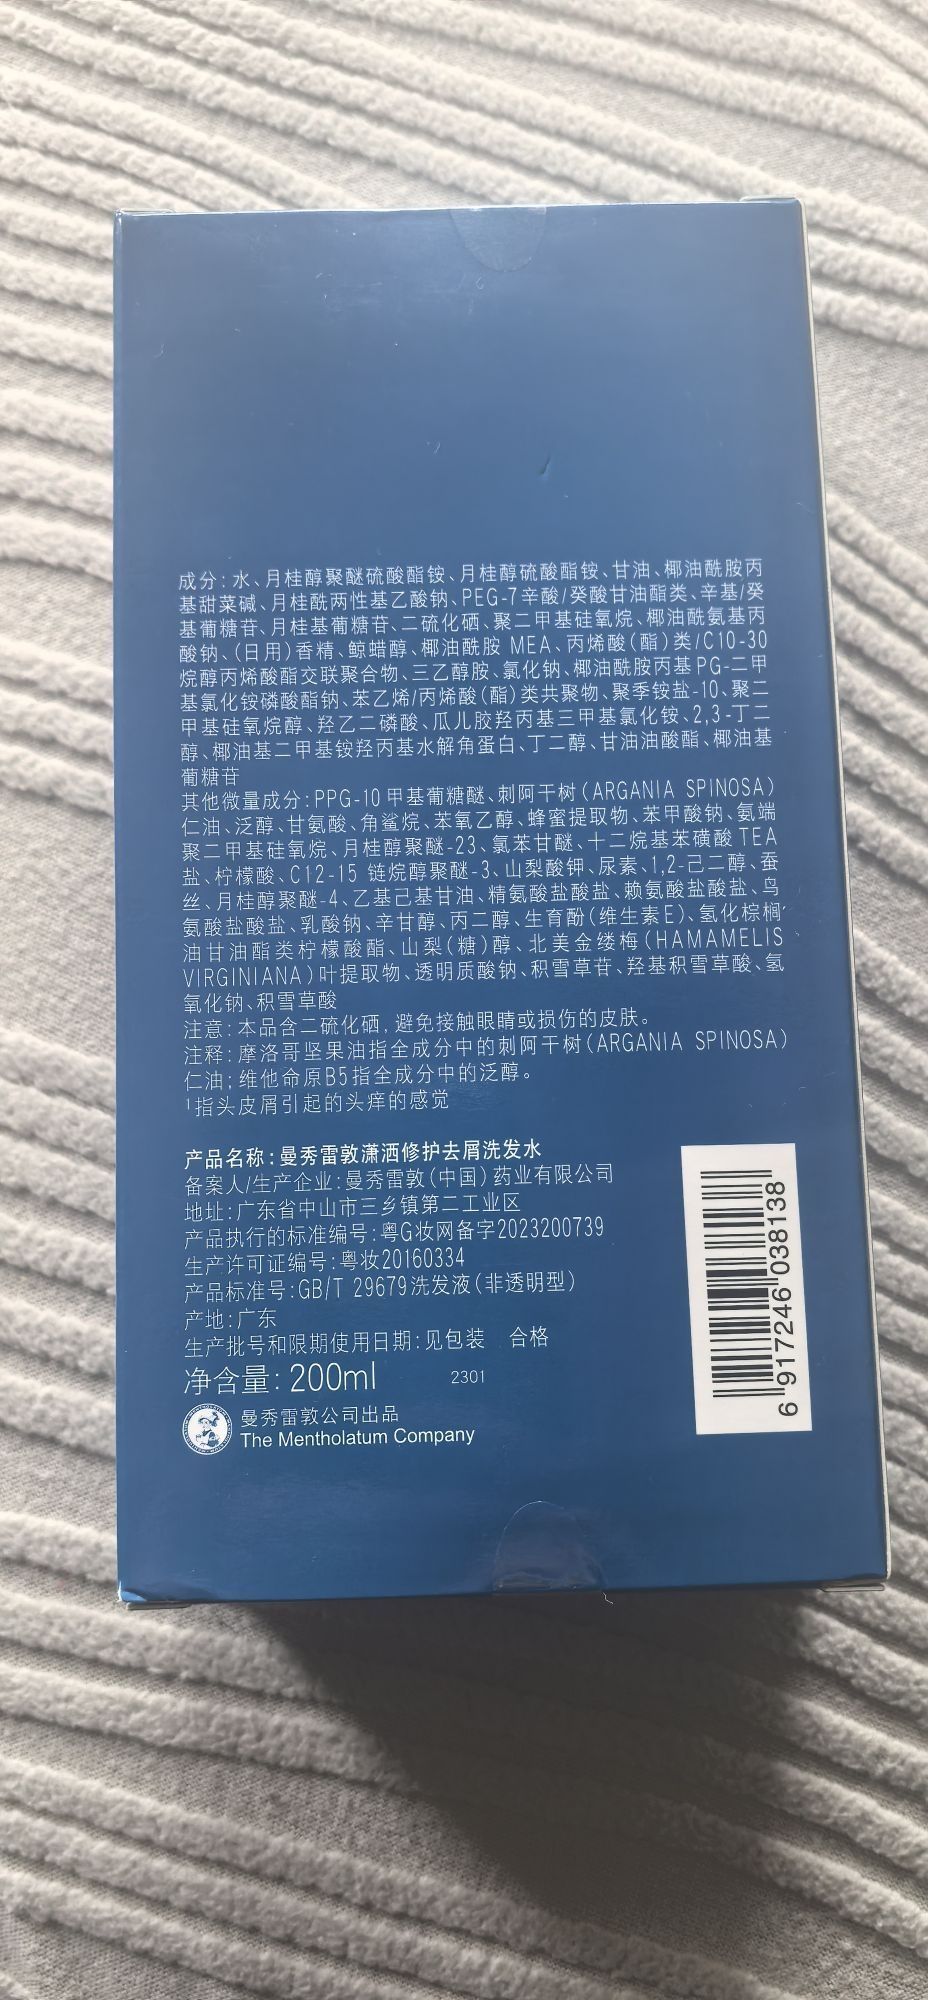 成分:水、月桂醇聚醚硫酸酯铵、月桂醇硫酸酯铵、甘油、椰油酰胺丙
基甜菜碱、月桂酰两性基乙酸钠、PEG-7辛酸/癸酸甘油酯类、辛基/癸
基葡糖苷、月桂基葡糖苷、二硫化硒、聚二甲基硅氧烷、椰油酰氨基丙
酸钠、(日用)香精、鲸蜡醇、椰油酰胺 MEA、丙烯酸(酯)类/C10-30
烷醇丙烯酸酯交联聚合物、三乙醇胺、氯化钠、椰油酰胺丙基PG-二甲
基氯化铵磷酸酯钠、苯乙烯/丙烯酸(酯)类共聚物、聚季铵盐-10、聚二
甲基硅氧烷醇、羟乙二磷酸、瓜儿胶羟丙基三甲基氯化铵、2,3-丁二
醇、椰油基二甲基铵羟丙基水解角蛋白、丁二醇、甘油油酸酯、椰油基
葡糖苷
其他微量成分:PPG-10甲基葡糖醚、刺阿干树(ARGANIA SPINOSA)
仁油、泛醇、甘氨酸、角鲨烷、苯氧乙醇、蜂蜜提取物、苯甲酸钠、氨端
聚二甲基硅氧烷、月桂醇聚醚-23、氯苯甘醚、十二烷基苯磺酸 TEA
盐、柠檬酸、C12-15 链烷醇聚醚-3、山梨酸钾、尿素、1,2-己二醇、蚕
丝、月桂醇聚醚-4、乙基己基甘油、精氨酸盐酸盐、赖氨酸盐酸盐、鸟
氨酸盐酸盐、乳酸钠、辛甘醇、丙二醇、生育酚(维生素E)、氢化棕榈
油甘油酯类柠檬酸酯、山梨(糖)醇、北美金缕梅(HAMAMELIS
VIRGINIANA)叶提取物、透明质酸钠、积雪草苷、羟基积雪草酸、氢
氧化钠、积雪草酸
注意:本品含二硫化硒,避免接触眼睛或损伤的皮肤。
注释:摩洛哥坚果油指全成分中的刺阿干树(ARGANIA SPINOSA)
仁油;维他命原B5指全成分中的泛醇。
¹指头皮屑引起的头痒的感觉
产品名称:曼秀雷敦潇洒修护去屑洗发水
备案人/生产企业:曼秀雷敦(中国)药业有限公司
地址:广东省中山市三乡镇第二工业区
产品执行的标准编号:粤G妆网备字2023200739
生产许可证编号:粤妆20160334
产品标准号:GB/T 29679洗发液(非透明型)
产地:广东
生产批号和限期使用日期:见包装 合格
净含量:200ml 2301
曼秀雷敦公司出品
The Mentholatum Company
6 917246 038138